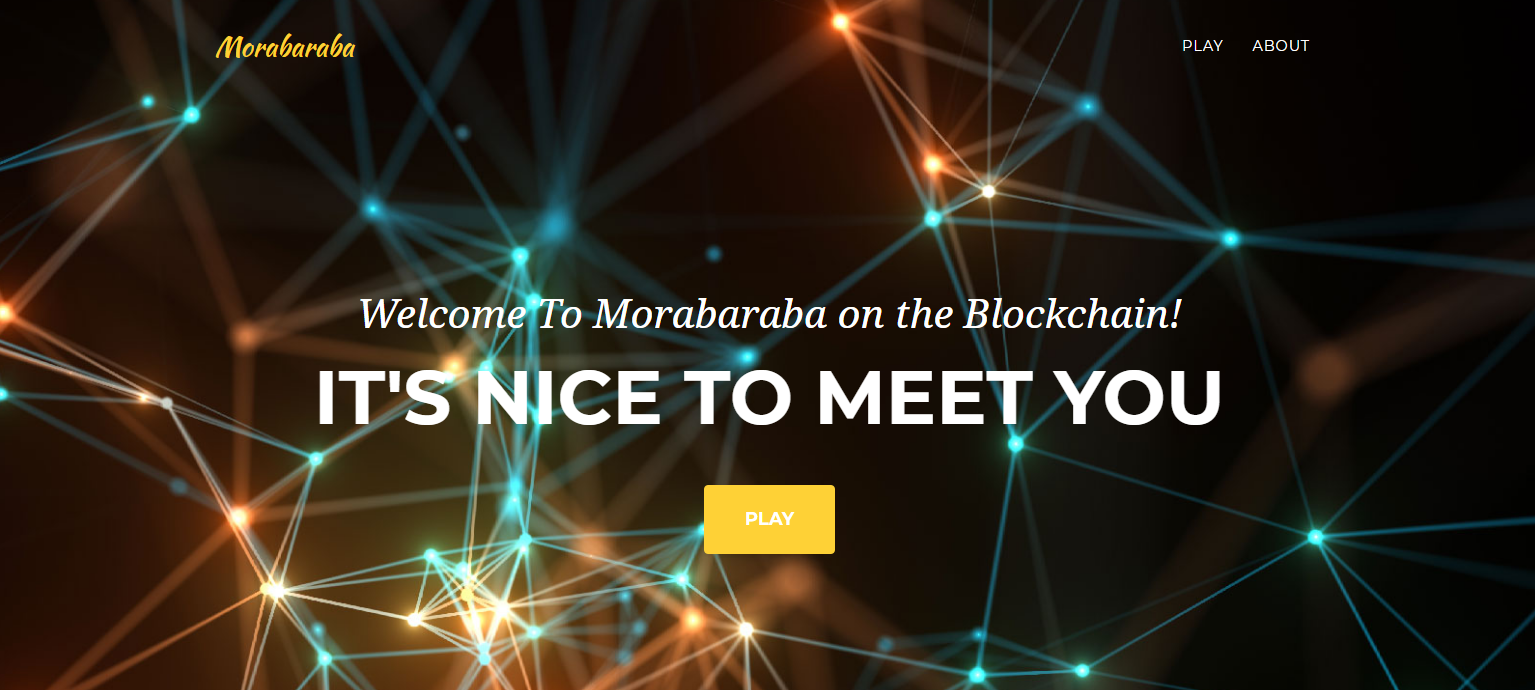 Morabaraba
PLAY ABOUT
Welcome To Morabaraba on the Blockchain!
IT'S NICE TO MEET YOU
PLAY